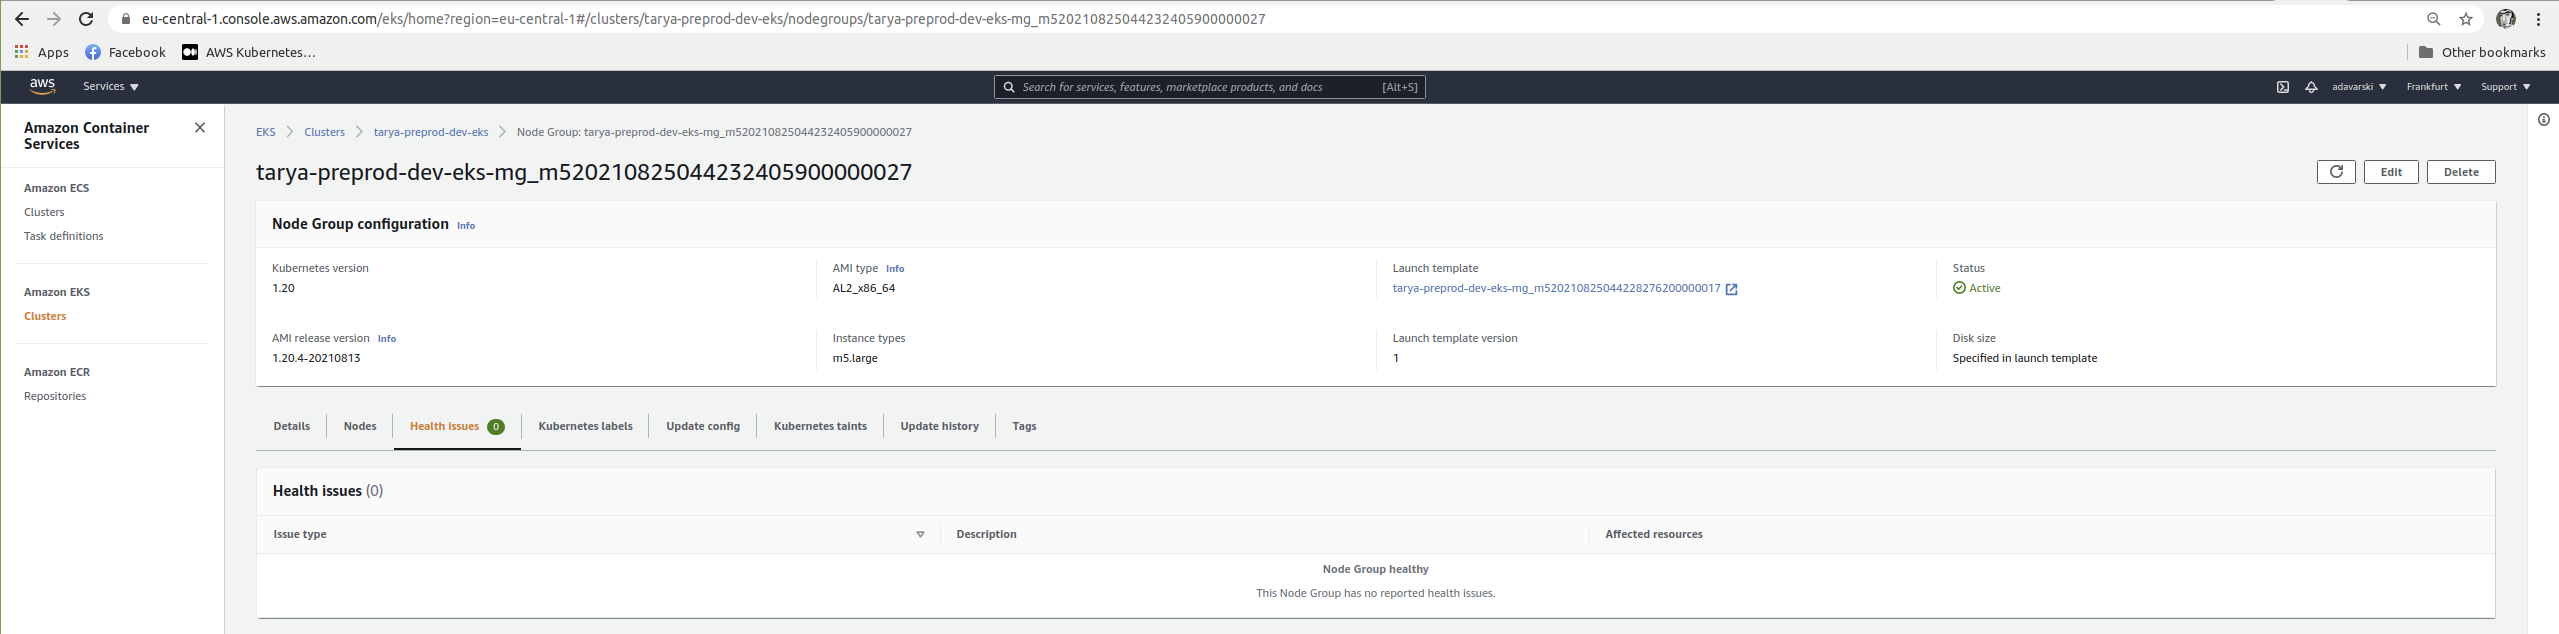 eu-central-1.console.aws.amazon.com/eks/home?region=eu-central-1#/clusters/tarya-preprod-dev-eks/nodegroups/tarya-preprod-dev-eks-mg_m520210825044232405900000027
Apps Facebook AWS Kubernetes... Other bookmarks
aws Services Search for services, features, marketplace products, and docs [Alt+S] adavarski Frankfurt Support
Amazon Container
Services
Amazon ECS
Clusters
Task definitions
Amazon EKS
Clusters
Amazon ECR
Repositories
EKS Clusters tarya-preprod-dev-eks Node Group: tarya-preprod-dev-eks-mg_m520210825044232405900000027
tarya-preprod-dev-eks-mg_m520210825044232405900000027
Edit Delete
Node Group configuration Info
Kubernetes version
1.20
AMI type Info
AL2_x86_64
Launch template
tarya-preprod-dev-eks-mg_m520210825044228276200000017
Status
Active
AMI release version Info
1.20.4-20210813
Instance types
m5.large
Launch template version
1
Disk size
Specified in launch template
Details Nodes Health issues 0 Kubernetes labels Update config Kubernetes taints Update history Tags
Health issues (0)
Issue type Description Affected resources
Node Group healthy
This Node Group has no reported health issues.